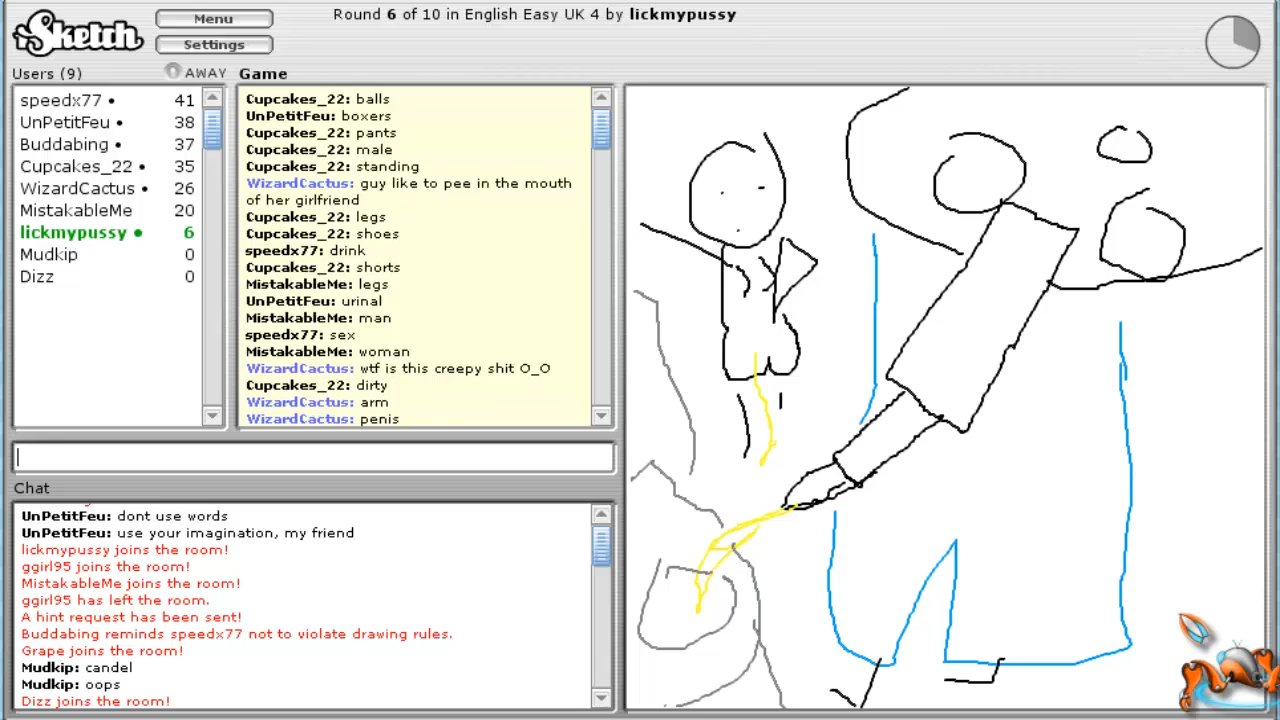 iSketch
Menu
Settings
Round 6 of 10 in English Easy UK 4 by lickmypussy
Users (9)
AWAY
Game
speedx77 • 41
UnPetitFeu • 38
Buddabing • 37
Cupcakes_22 • 35
WizardCactus • 26
MistakableMe 20
lickmypussy • 6
Mudkip 0
Dizz 0
Cupcakes_22: balls
UnPetitFeu: boxers
Cupcakes_22: pants
Cupcakes_22: male
Cupcakes_22: standing
WizardCactus: guy like to pee in the mouth
of her girlfriend
Cupcakes_22: legs
Cupcakes_22: shoes
speedx77: drink
Cupcakes_22: shorts
MistakableMe: legs
UnPetitFeu: urinal
MistakableMe: man
speedx77: sex
MistakableMe: woman
WizardCactus: wtf is this creepy shit O_O
Cupcakes_22: dirty
WizardCactus: arm
WizardCactus: penis
Chat
UnPetitFeu: dont use words
UnPetitFeu: use your imagination, my friend
lickmypussy joins the room!
ggirl95 joins the room!
MistakableMe joins the room!
ggirl95 has left the room.
A hint request has been sent!
Buddabing reminds speedx77 not to violate drawing rules.
Grape joins the room!
Mudkip: candel
Mudkip: oops
Dizz joins the room!